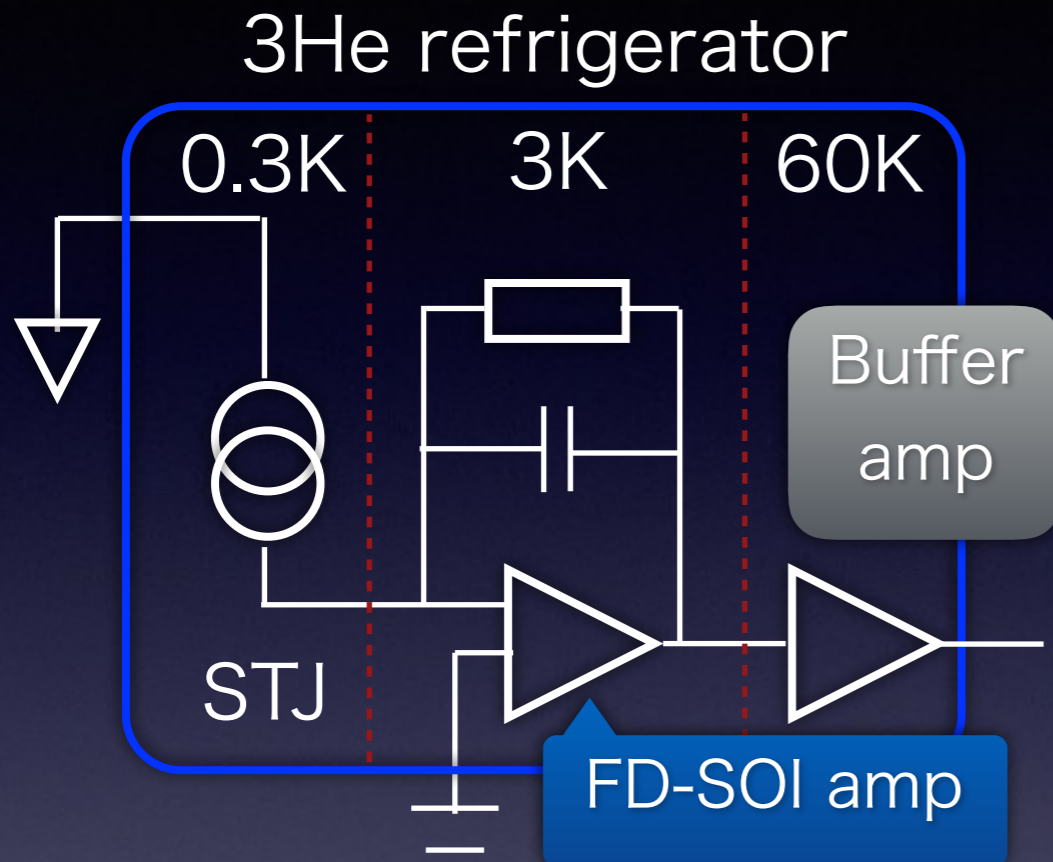 3He refrigerator
0.3K
3K
60K
Buffer
amp
STJ
FD-SOI amp